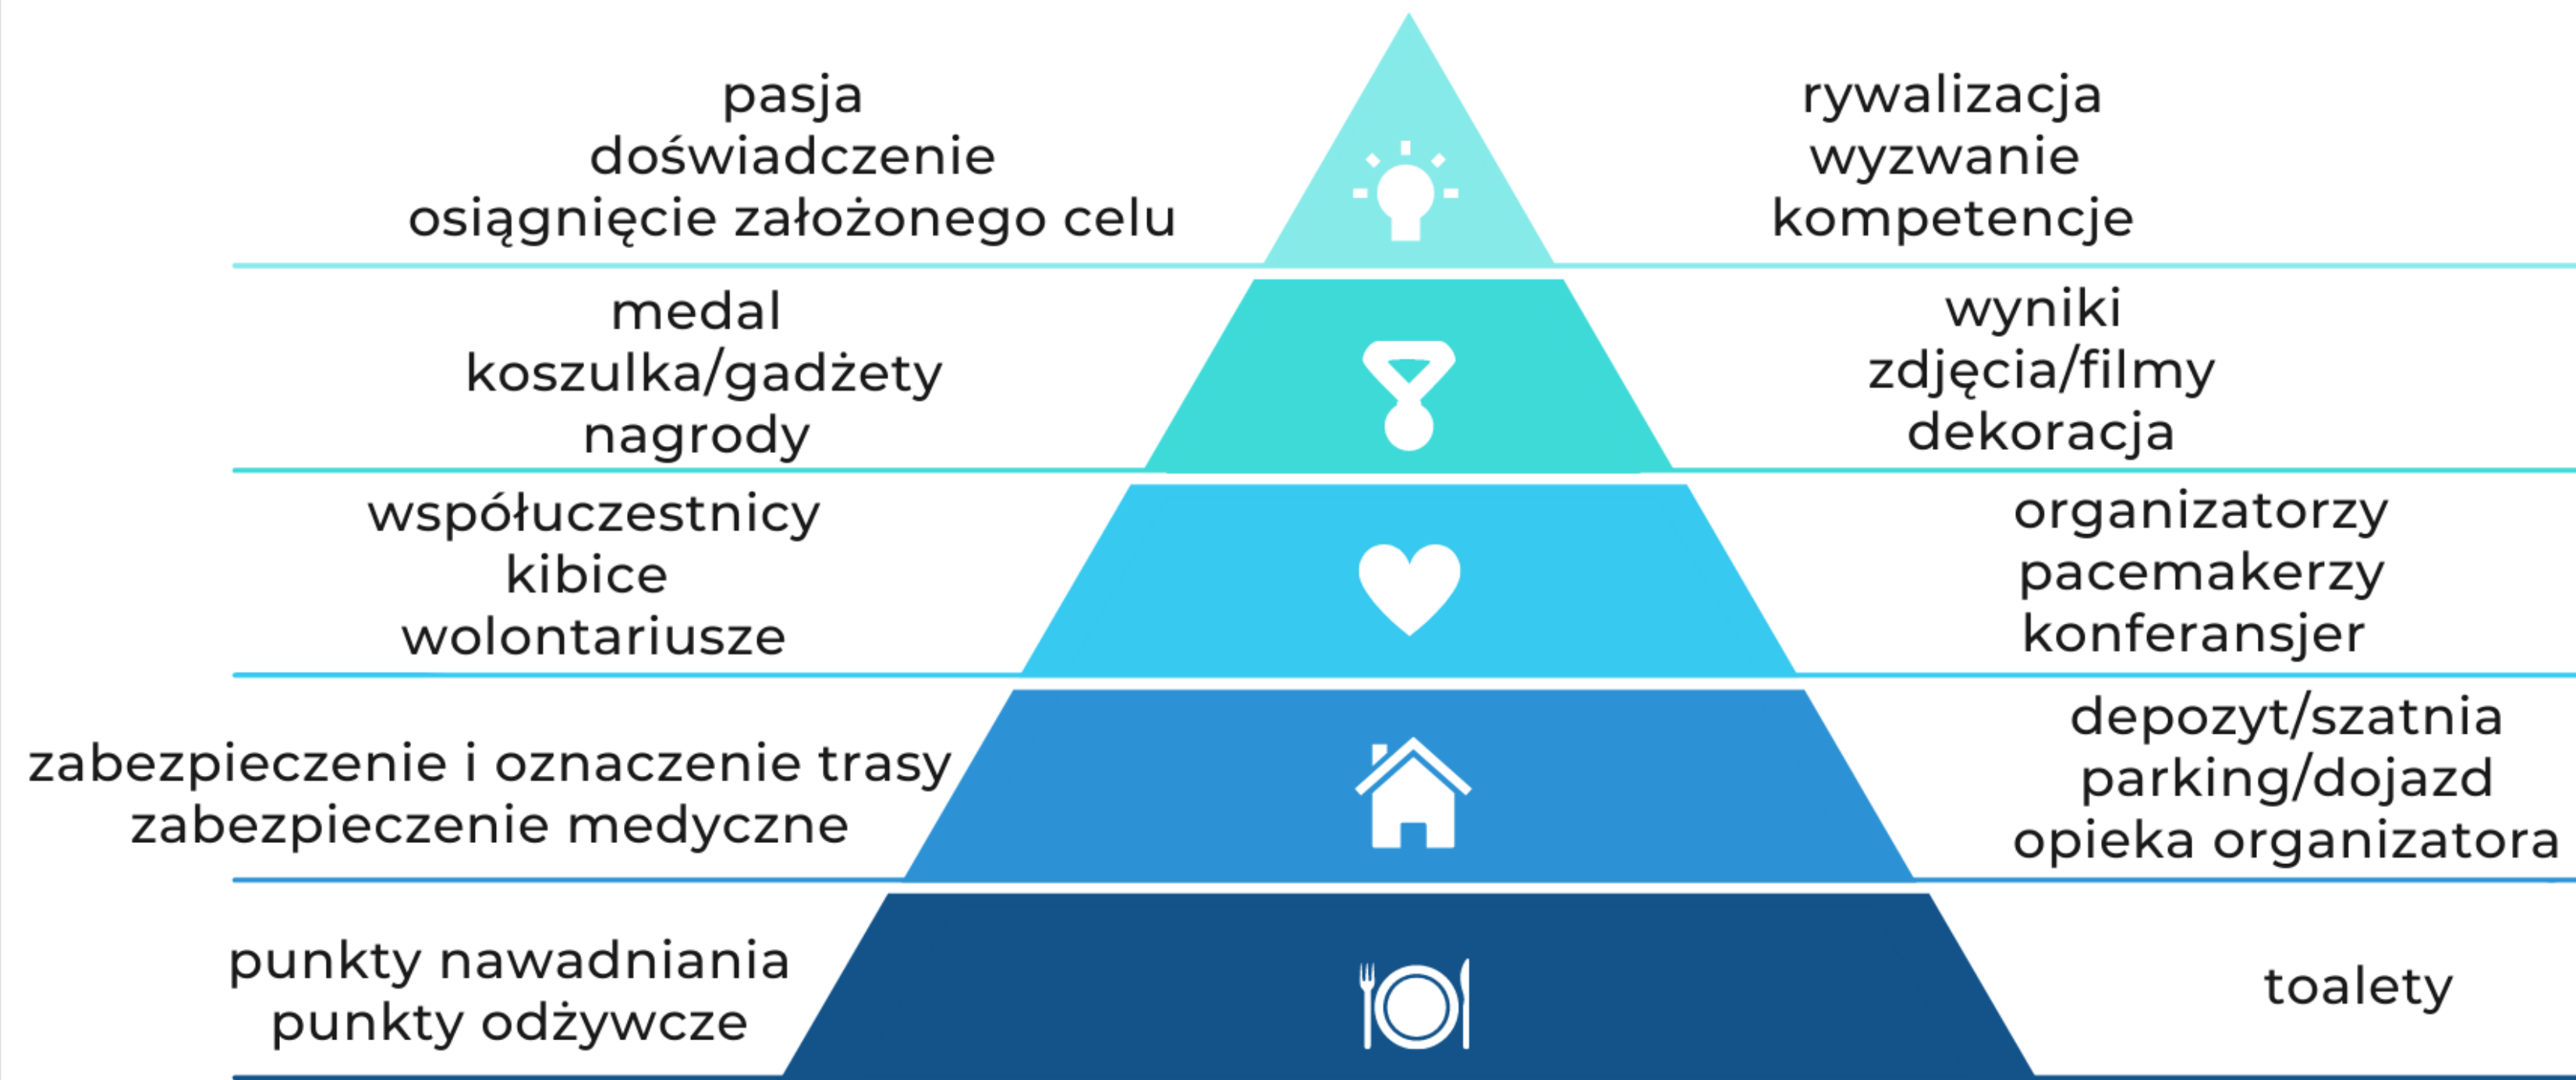 pasja
doświadczenie
osiągnięcie założonego celu
rywalizacja
wyzwanie
kompetencje
medal
koszulka/gadżety
nagrody
wyniki
zdjęcia/filmy
dekoracja
współuczestnicy
kibice
wolontariusze
organizatorzy
pacemakerzy
konferansjer
zabezpieczenie i oznaczenie trasy
zabezpieczenie medyczne
depozyt/szatnia
parking/dojazd
opieka organizatora
punkty nawadniania
punkty odżywcze
toalety